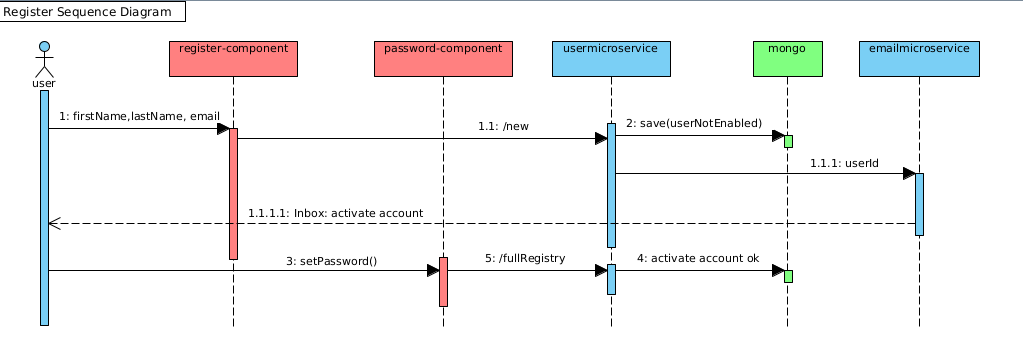 Register Sequence Diagram
register-component
password-component
usermicroservice
mongo
emailmicroservice
user
1: firstName,lastName, email
1.1: /new
2: save(userNotEnabled)
1.1.1: userId
1.1.1.1: Inbox: activate account
3: setPassword()
5: /fullRegistry
4: activate account ok